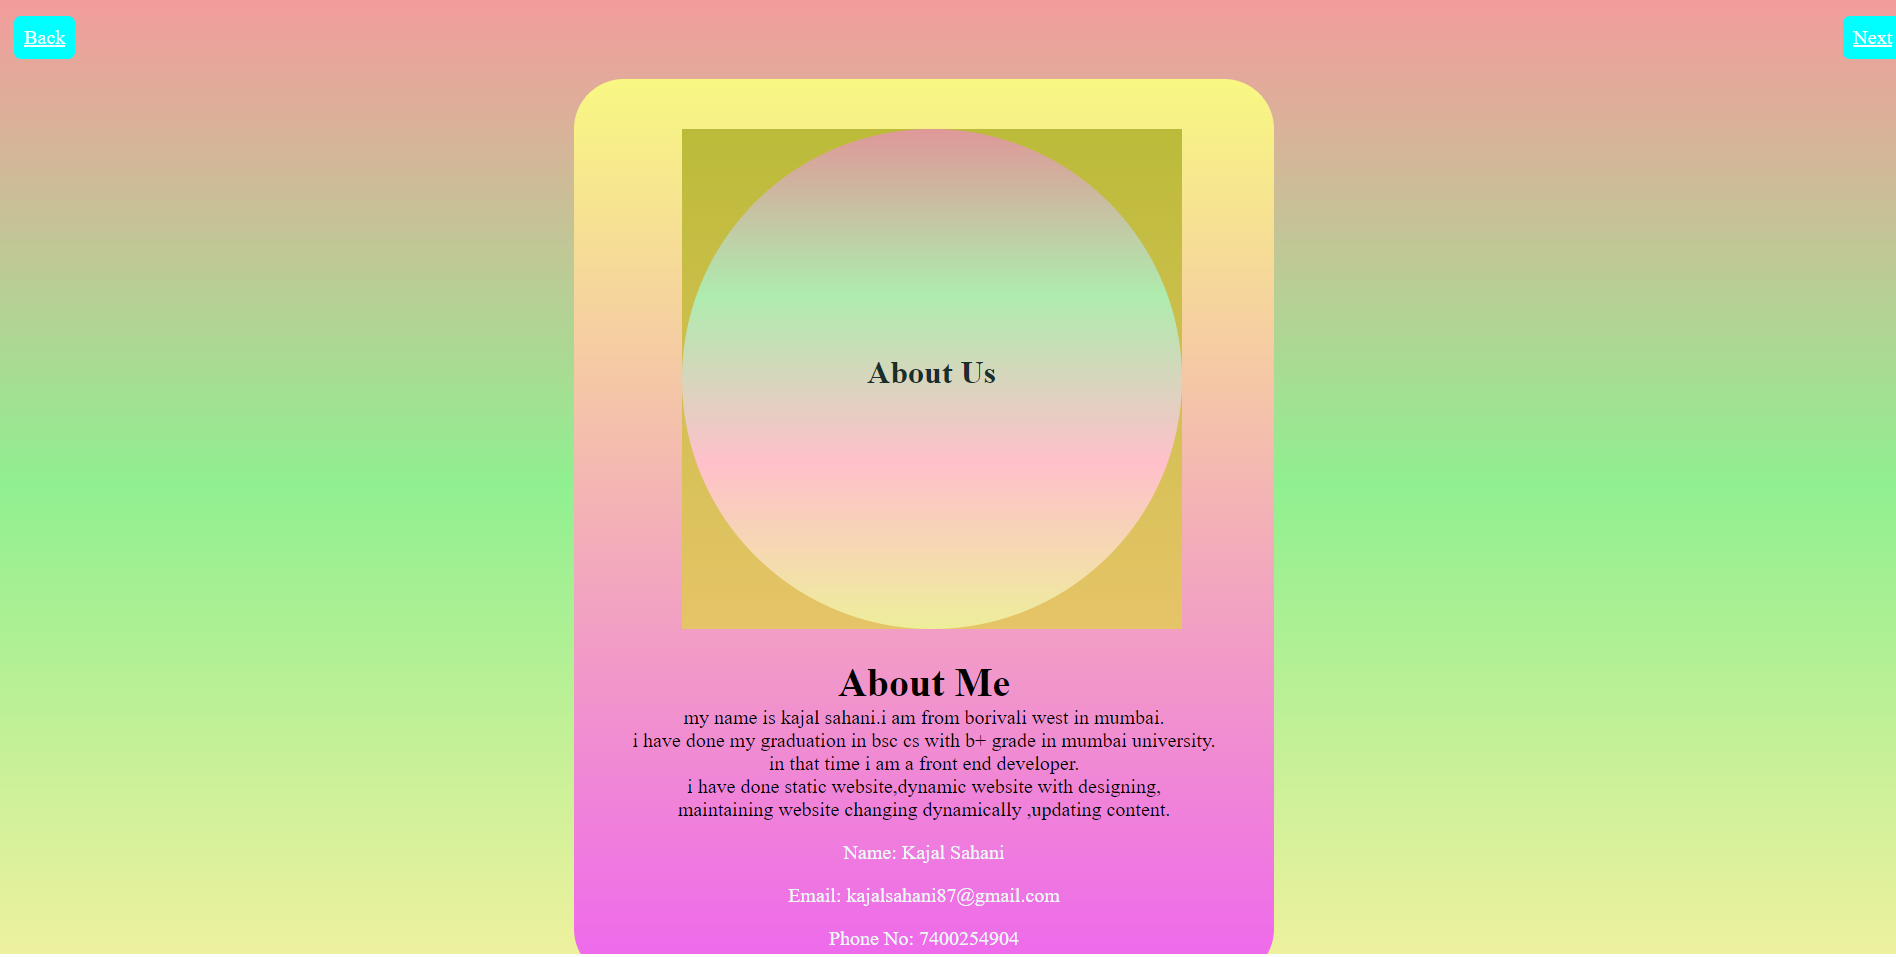 Back
Next
About Us
About Me
my name is kajal sahani.i am from borivali west in mumbai.
i have done my graduation in bsc cs with b+ grade in mumbai university.
in that time i am a front end developer.
i have done static website,dynamic website with designing,
maintaining website changing dynamically ,updating content.
Name: Kajal Sahani
Email: kajalsahani87@gmail.com
Phone No: 7400254904